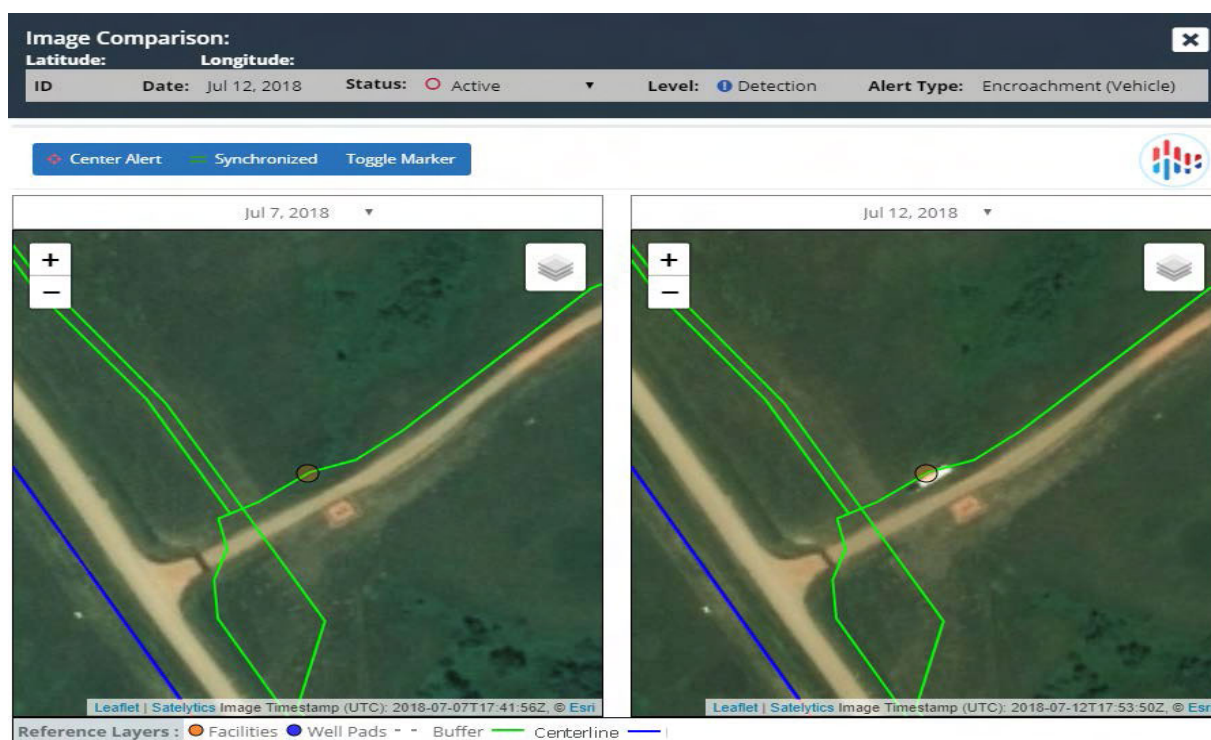 Image Comparison:
Latitude: Longitude:
ID Date: Jul 12, 2018 Status: Active Level: Detection Alert Type: Encroachment (Vehicle)
Center Alert Synchronized Toggle Marker
Jul 7, 2018
Jul 12, 2018
+
−
+
−
Leaflet | Satelytics Image Timestamp (UTC): 2018-07-07T17:41:56Z, © Esri
Leaflet | Satelytics Image Timestamp (UTC): 2018-07-12T17:53:50Z, © Esr
Reference Layers : Facilities Well Pads - - Buffer Centerline